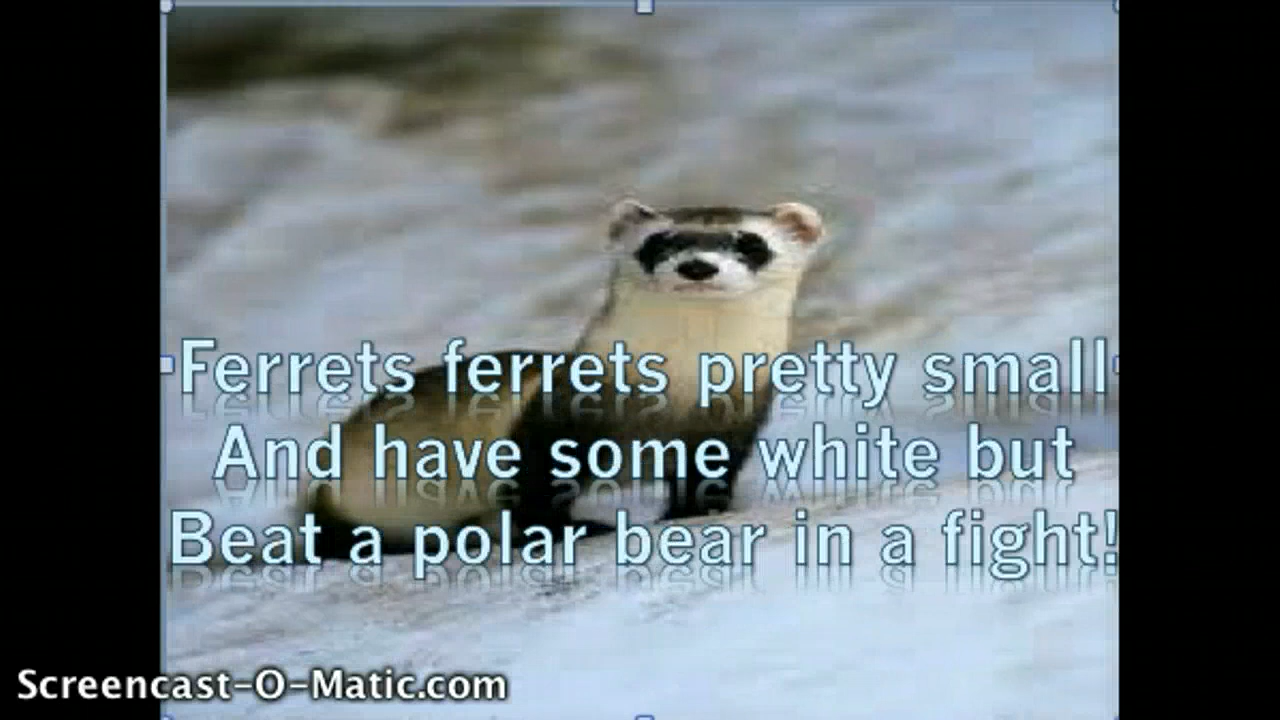 Ferrets ferrets pretty small
And have some white but
Beat a polar bear in a fight!
Screencast-O-Matic.com